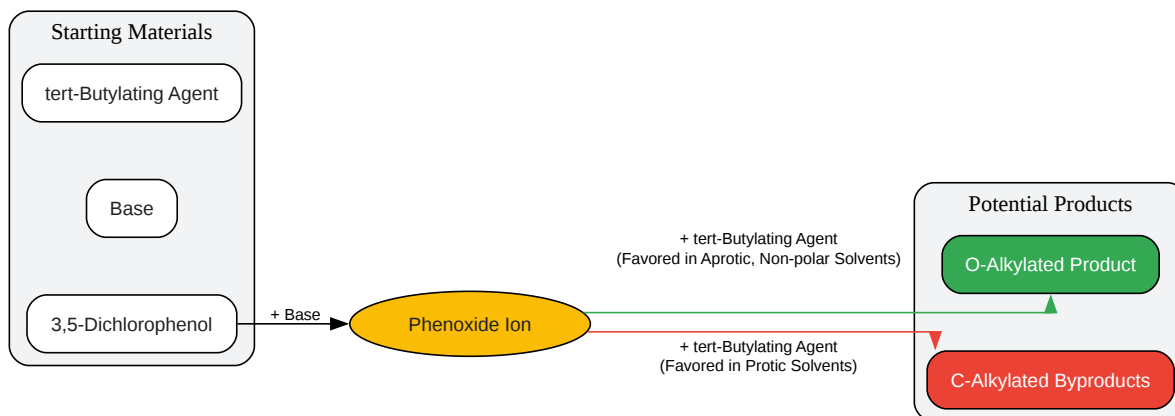 Starting Materials
tert-Butylating Agent
Base
3,5-Dichlorophenol
+ Base
Phenoxide Ion
+ tert-Butylating Agent
(Favored in Aprotic, Non-polar Solvents)
+ tert-Butylating Agent
(Favored in Protic Solvents)
Potential Products
O-Alkylated Product
C-Alkylated Byproducts